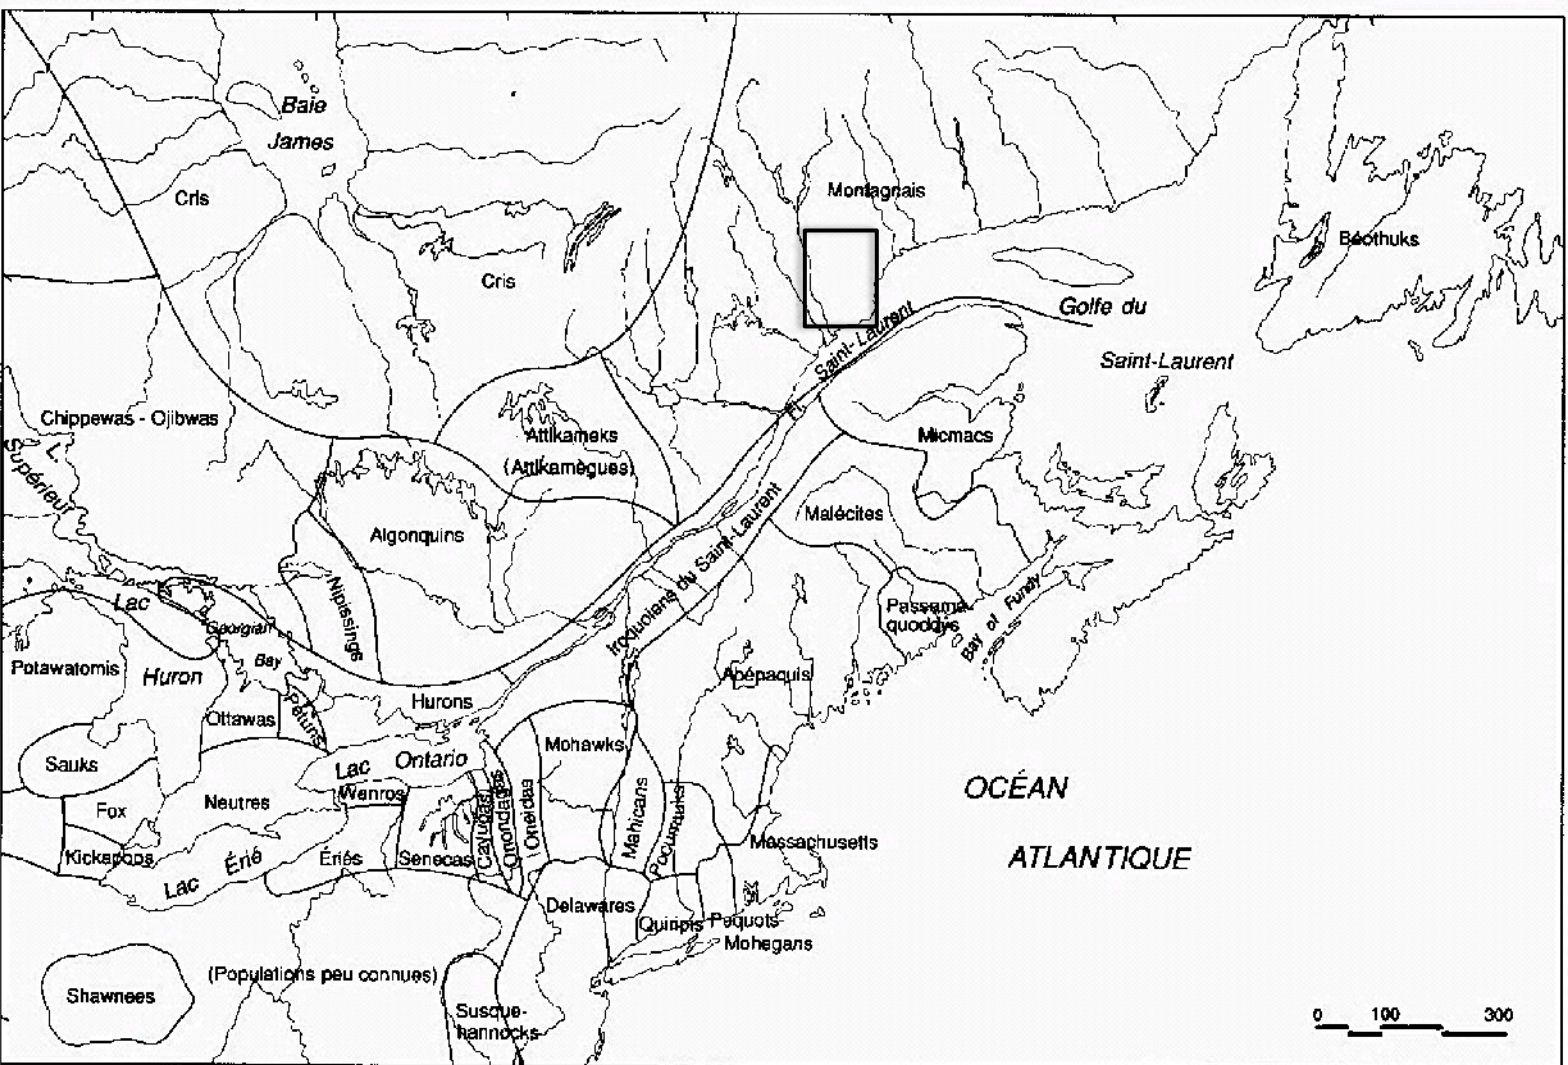 Baie
James
Cris
Montagnais
Béothuks
Cris
Golfe du
Fl. Saint-Laurent
Saint-Laurent
Chippewas - Ojibwas
Attikameks
(Attikamègues)
Micmacs
Supérieur
Algonquins
Malécites
Iroquoiens du Saint-Laurent
Nipissings
Lac
Passama-
quoddys
Bay of Fundy
Georgian
Bay
Potawatomis
Huron
Abénaquis
Hurons
Ottawas
Pétuns
Mohawks
Sauks
Lac Ontario
OCÉAN
Wenros
Neutres
Fox
Cayugas
Onondagas
Oneidas
Mahicans
Pocumtuks
Massachusetts
Kickapoos
Lac Érié
Ériés
Senecas
ATLANTIQUE
Delawares
Quiripis
Pequots-
Mohegans
(Populations peu connues)
Shawnees
Susque-
hannocks
0 100 300